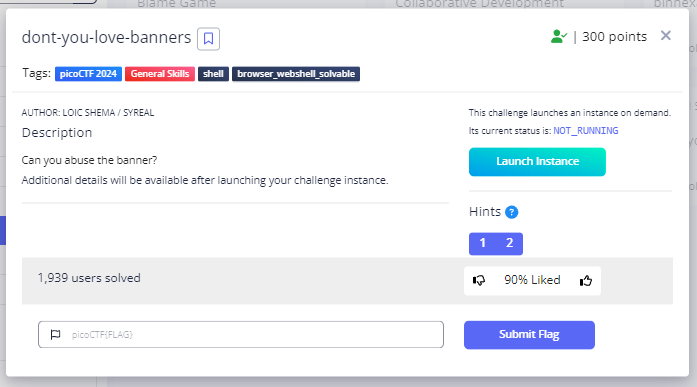 Blame Game
Collaborative Development
dont-you-love-banners
| 300 points
Tags: picoCTF 2024 General Skills shell browser_webshell_solvable
AUTHOR: LOIC SHEMA / SYREAL
Description
Can you abuse the banner?
Additional details will be available after launching your challenge instance.
This challenge launches an instance on demand.
Its current status is: NOT_RUNNING
Launch Instance
Hints ?
1 2
1,939 users solved
90% Liked
picoCTF{FLAG}
Submit Flag